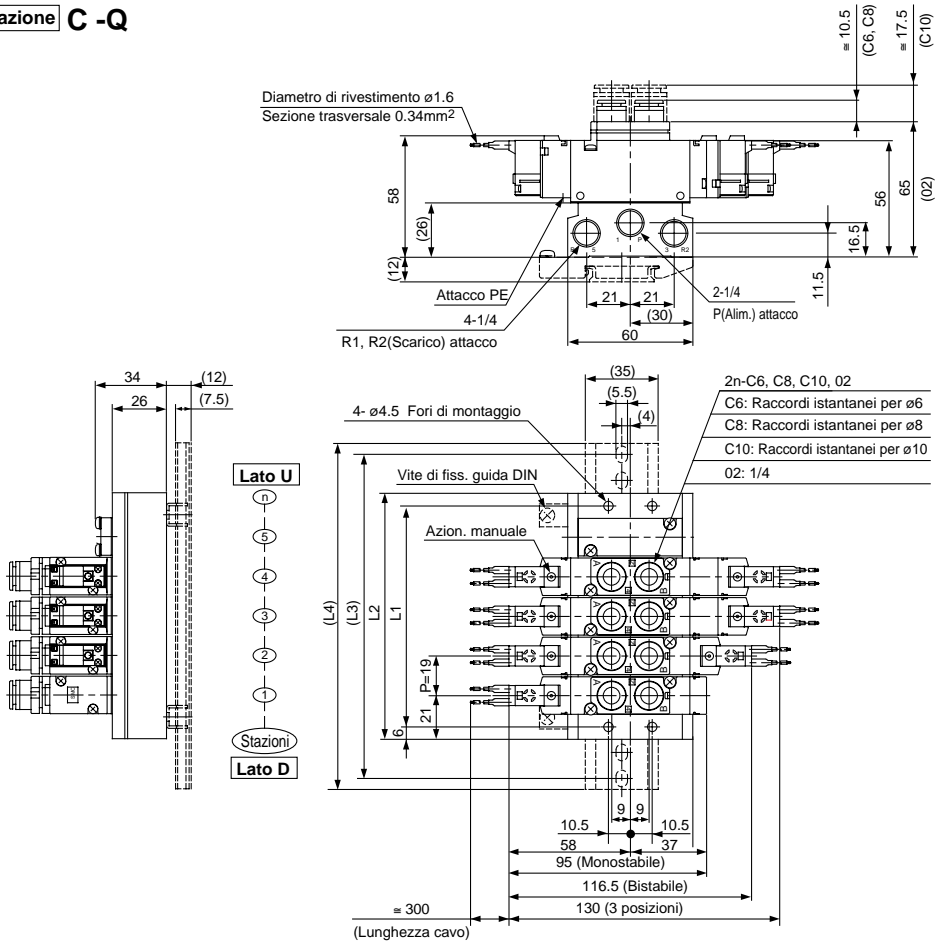 azione C -Q
≅ 10.5
(C6, C8)
≅ 17.5
(C10)
Diametro di rivestimento ø1.6
Sezione trasversale 0.34mm²
58
(26)
(12)
56
65
(02)
16.5
11.5
5
1
P
3
R2
Attacco PE
21
21
(30)
60
2-1/4
P(Alim.) attacco
4-1/4
R1, R2(Scarico) attacco
34
(12)
26
(7.5)
(35)
(5.5)
(4)
2n-C6, C8, C10, 02
C6: Raccordi istantanei per ø6
C8: Raccordi istantanei per ø8
C10: Raccordi istantanei per ø10
02: 1/4
4- ø4.5 Fori di montaggio
Vite di fiss. guida DIN
Azion. manuale
Lato U
n
5
4
3
2
1
Stazioni
Lato D
(L4)
(L3)
L2
L1
P=19
21
6
A
B
A
B
A
B
A
B
9
9
10.5
10.5
58
37
95 (Monostabile)
116.5 (Bistabile)
130 (3 posizioni)
≅ 300
(Lunghezza cavo)